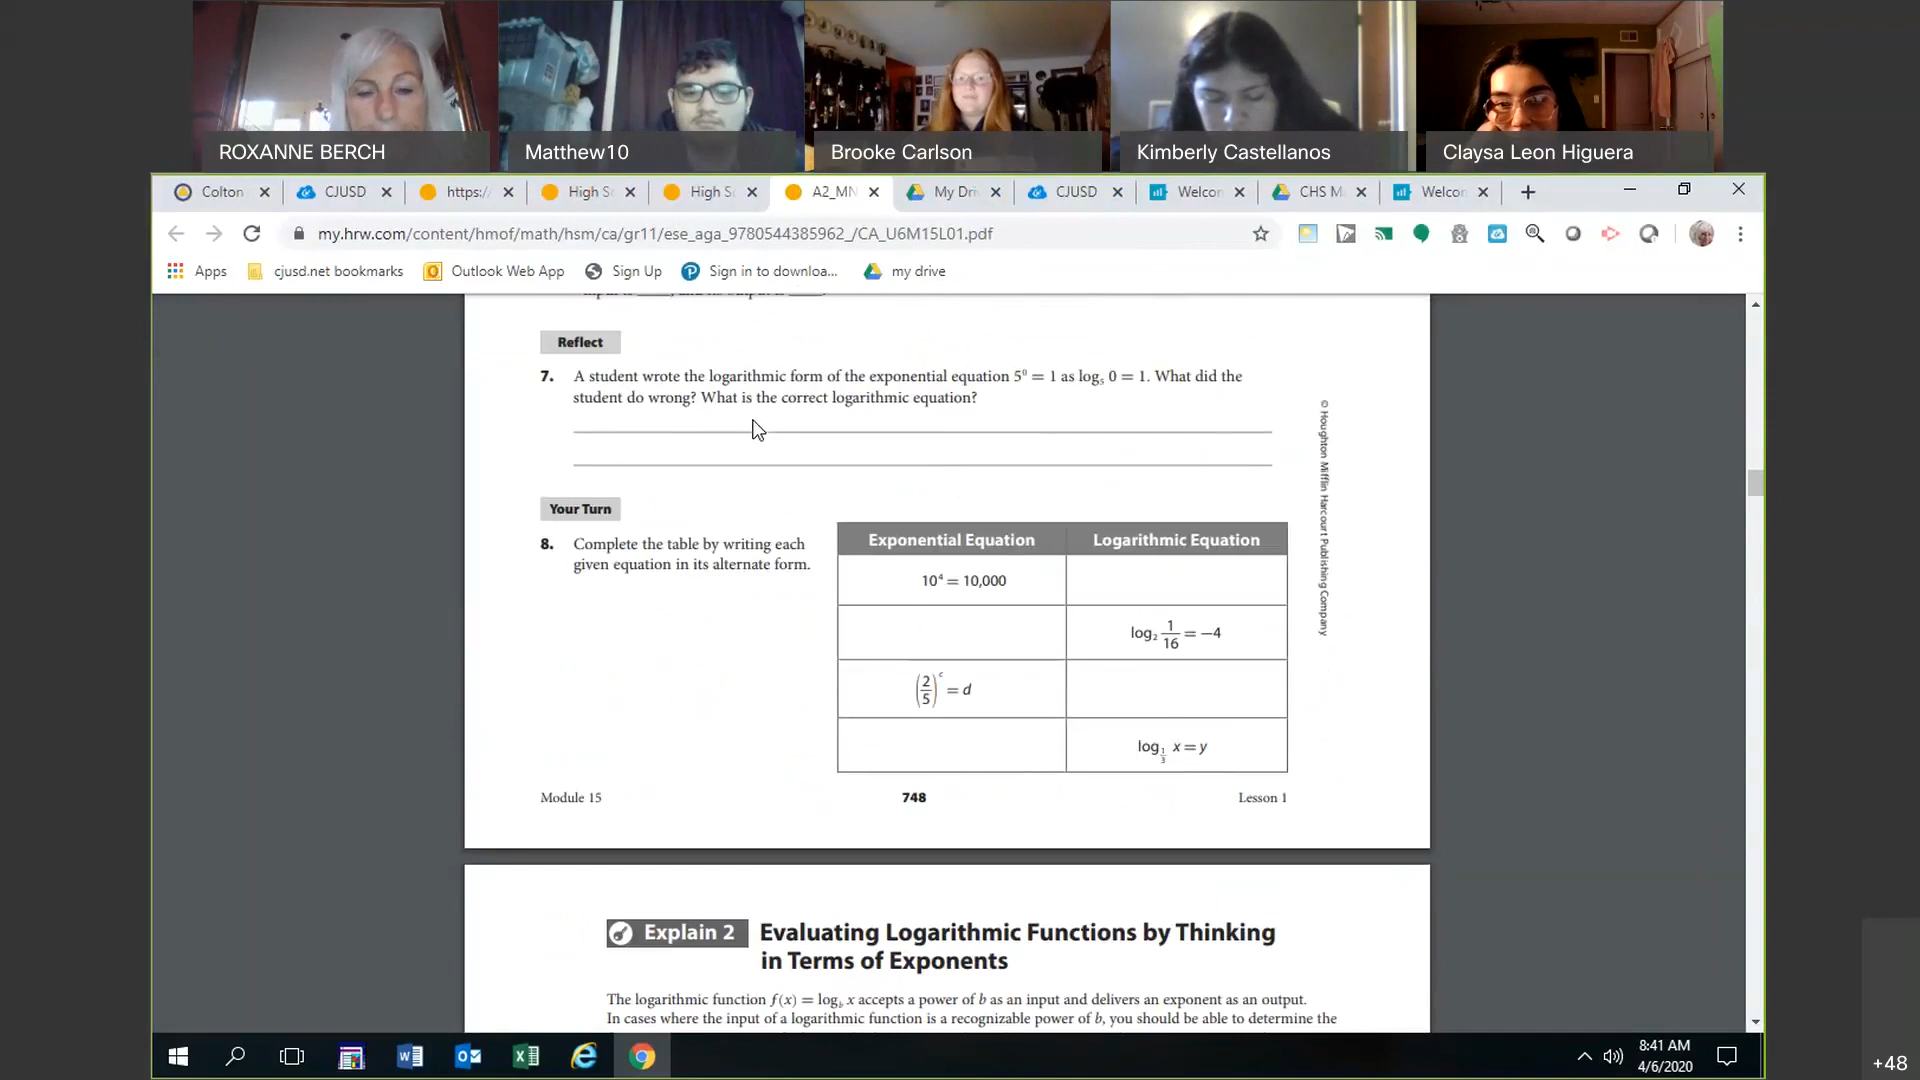 ROXANNE BERCH
Matthew10
Brooke Carlson
Kimberly Castellanos
Claysa Leon Higuera
Colton
CJUSD
https:/
High Sc
High Sc
A2_MN
My Dri
CJUSD
Welcon
CHS M
Welcon
my.hrw.com/content/hmof/math/hsm/ca/gr11/ese_aga_9780544385962_/CA_U6M15L01.pdf
Apps
cjusd.net bookmarks
Outlook Web App
Sign Up
Sign in to downloa...
my drive
Reflect
7. A student wrote the logarithmic form of the exponential equation 5⁰ = 1 as log₅ 0 = 1. What did the
student do wrong? What is the correct logarithmic equation?
© Houghton Mifflin Harcourt Publishing Company
Your Turn
8. Complete the table by writing each
given equation in its alternate form.
Exponential Equation
Logarithmic Equation
10⁴ = 10,000
log₂ 1/16 = −4
(2/5)ᶜ = d
log_1/3 x = y
Module 15
748
Lesson 1
Explain 2
Evaluating Logarithmic Functions by Thinking
in Terms of Exponents
The logarithmic function f(x) = log_b x accepts a power of b as an input and delivers an exponent as an output.
In cases where the input of a logarithmic function is a recognizable power of b, you should be able to determine the
8:41 AM
4/6/2020
+48